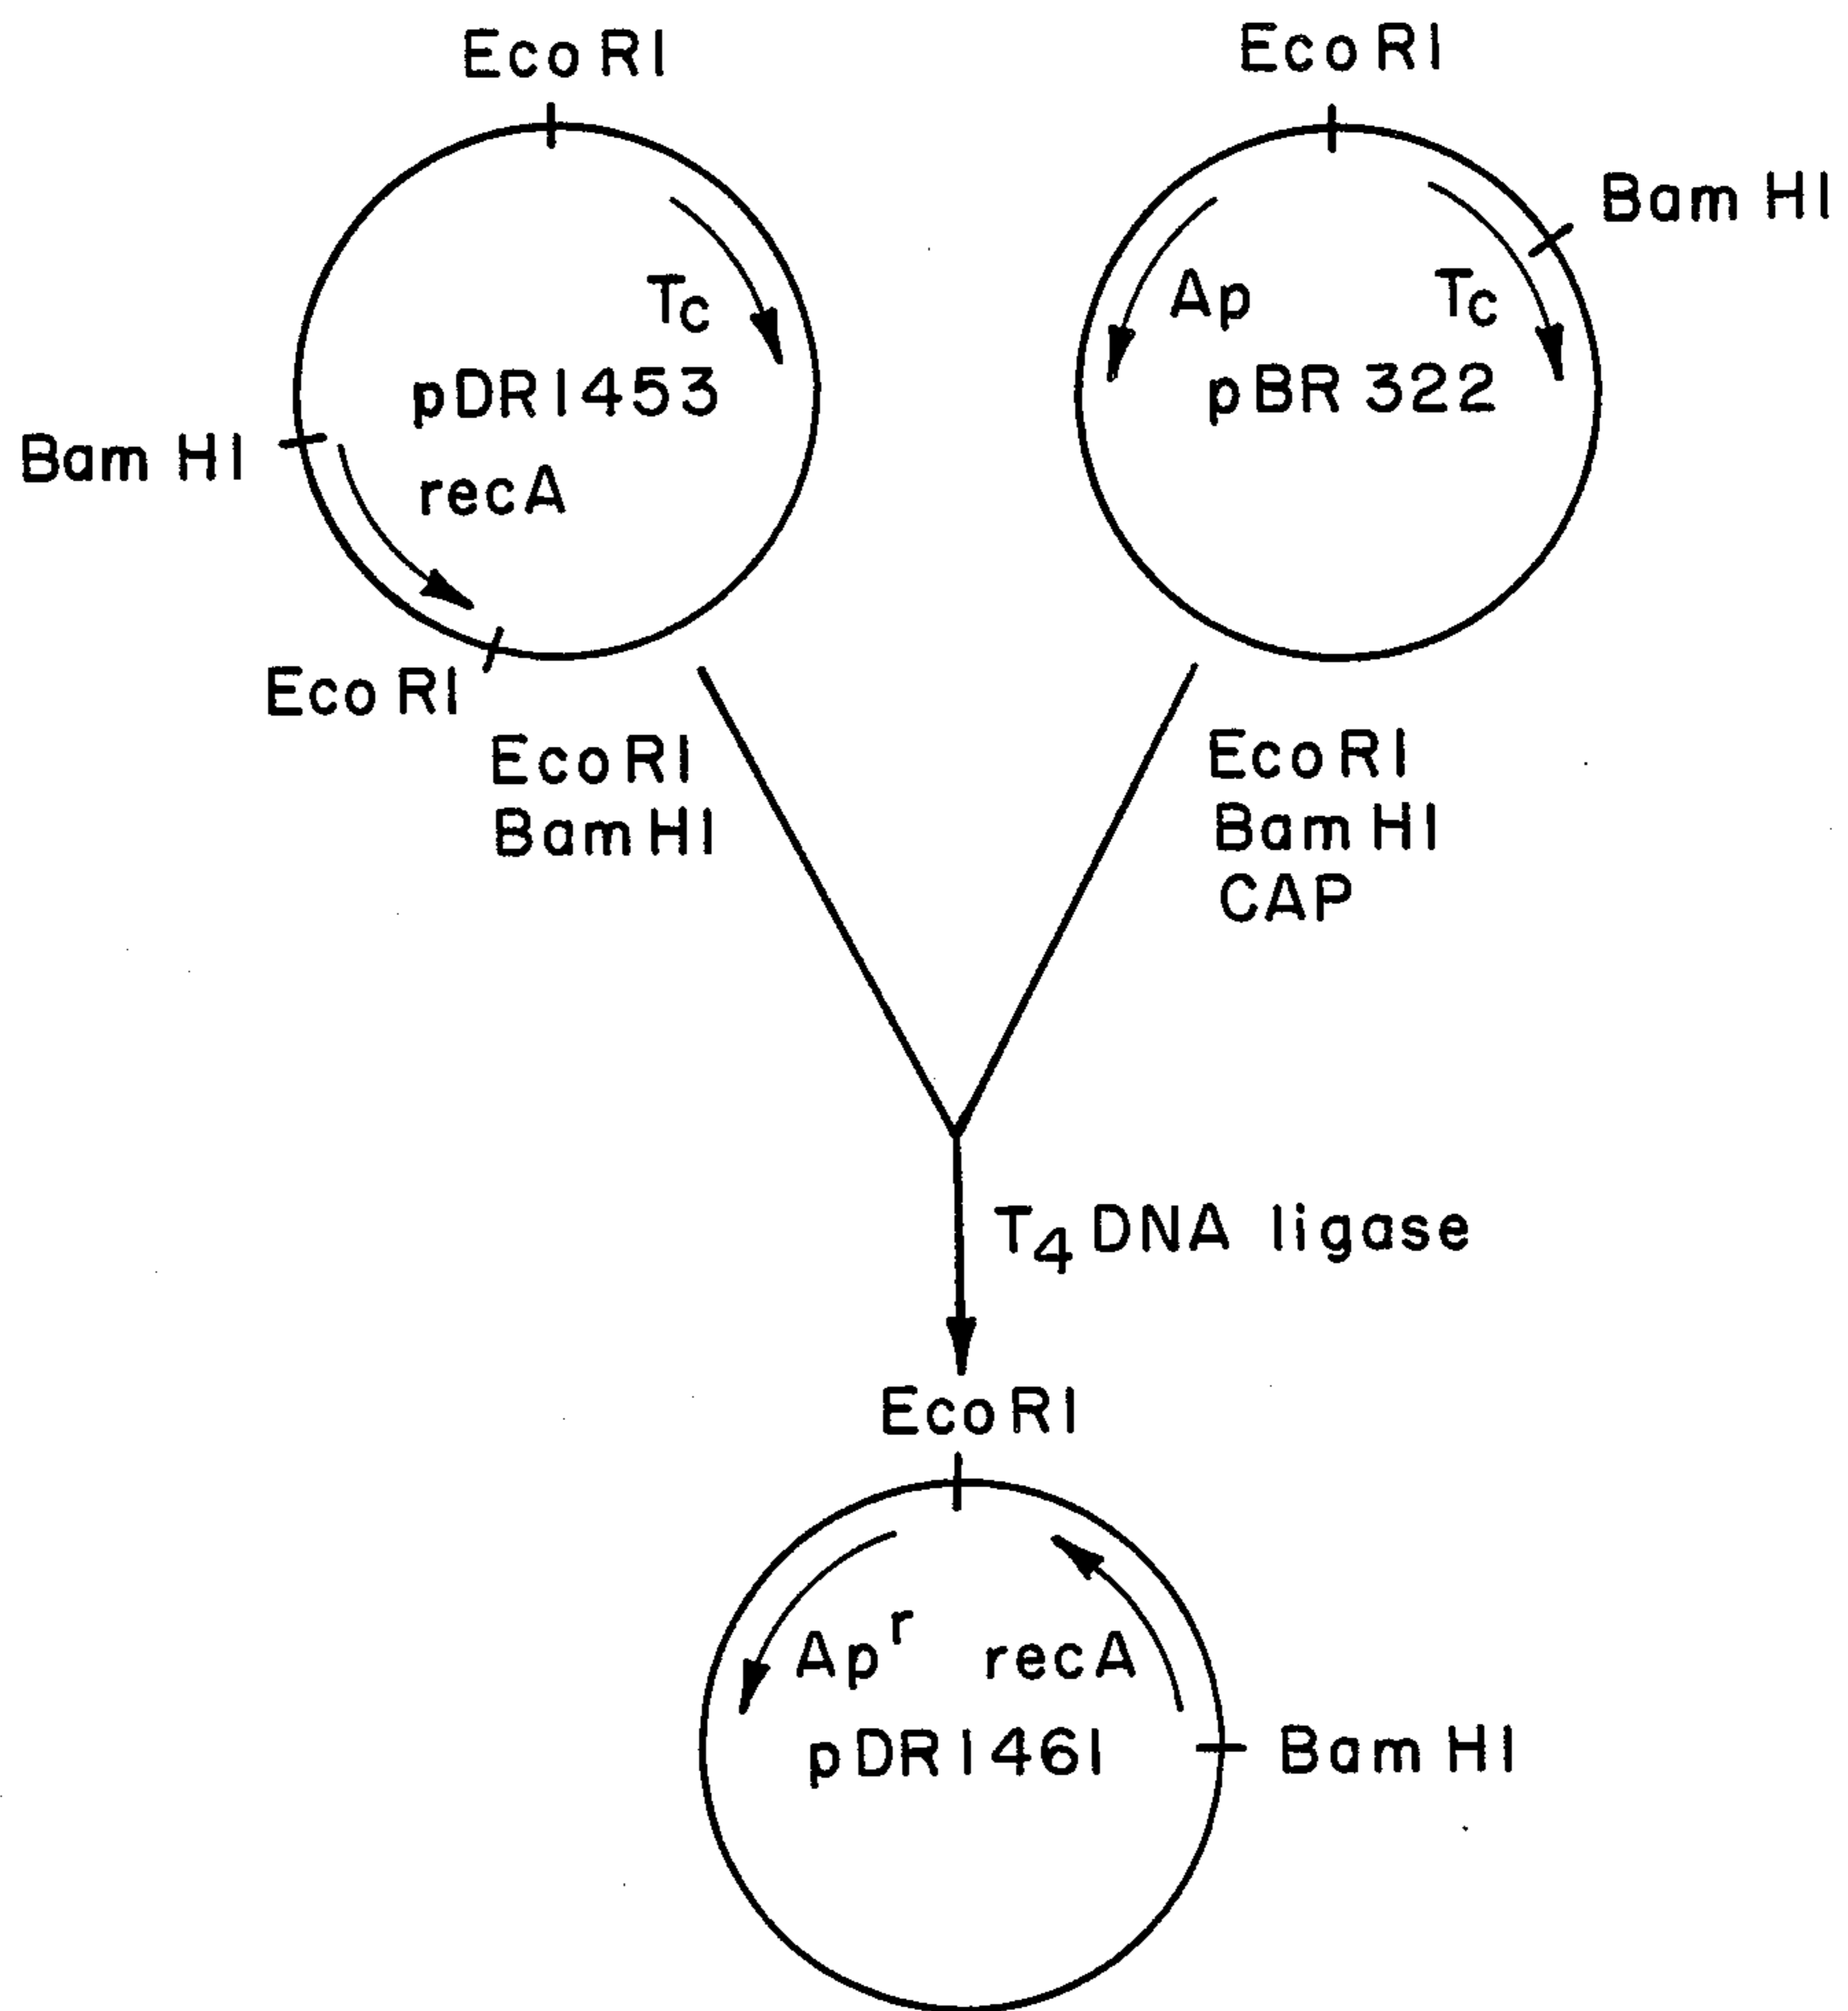 EcoRI
Tc
pDR1453
BamHI
recA
EcoRI
EcoRI
BamHI
Ap
Tc
pBR322
EcoRI
BamHI
EcoRI
BamHI
CAP
T4 DNA ligase
EcoRI
Apr recA
pDR1461
BamHI